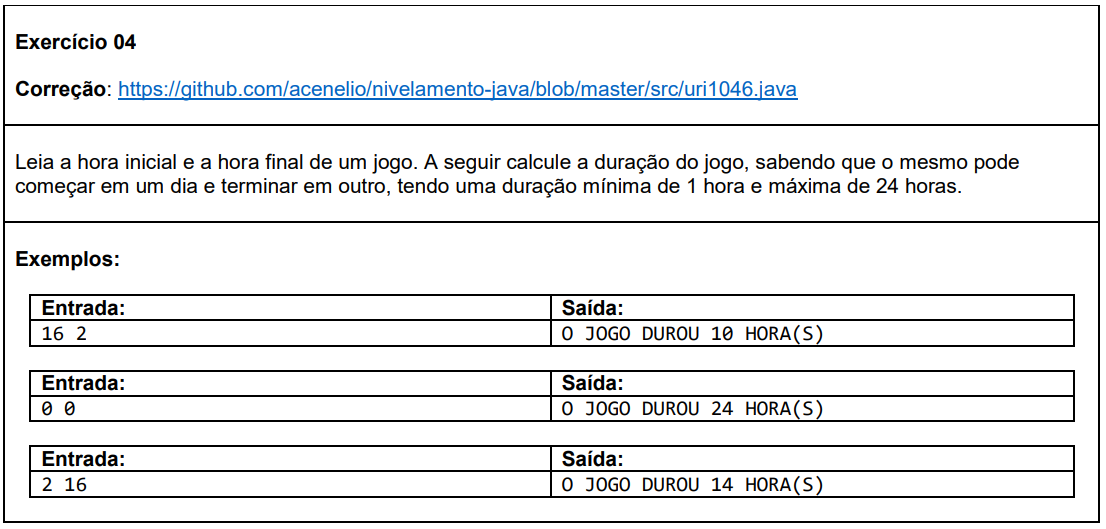 Exercício 04
Correção: https://github.com/acenelio/nivelamento-java/blob/master/src/uri1046.java
Leia a hora inicial e a hora final de um jogo. A seguir calcule a duração do jogo, sabendo que o mesmo pode
começar em um dia e terminar em outro, tendo uma duração mínima de 1 hora e máxima de 24 horas.
Exemplos:
Entrada: Saída:
16 2 O JOGO DUROU 10 HORA(S)
Entrada: Saída:
0 0 O JOGO DUROU 24 HORA(S)
Entrada: Saída:
2 16 O JOGO DUROU 14 HORA(S)